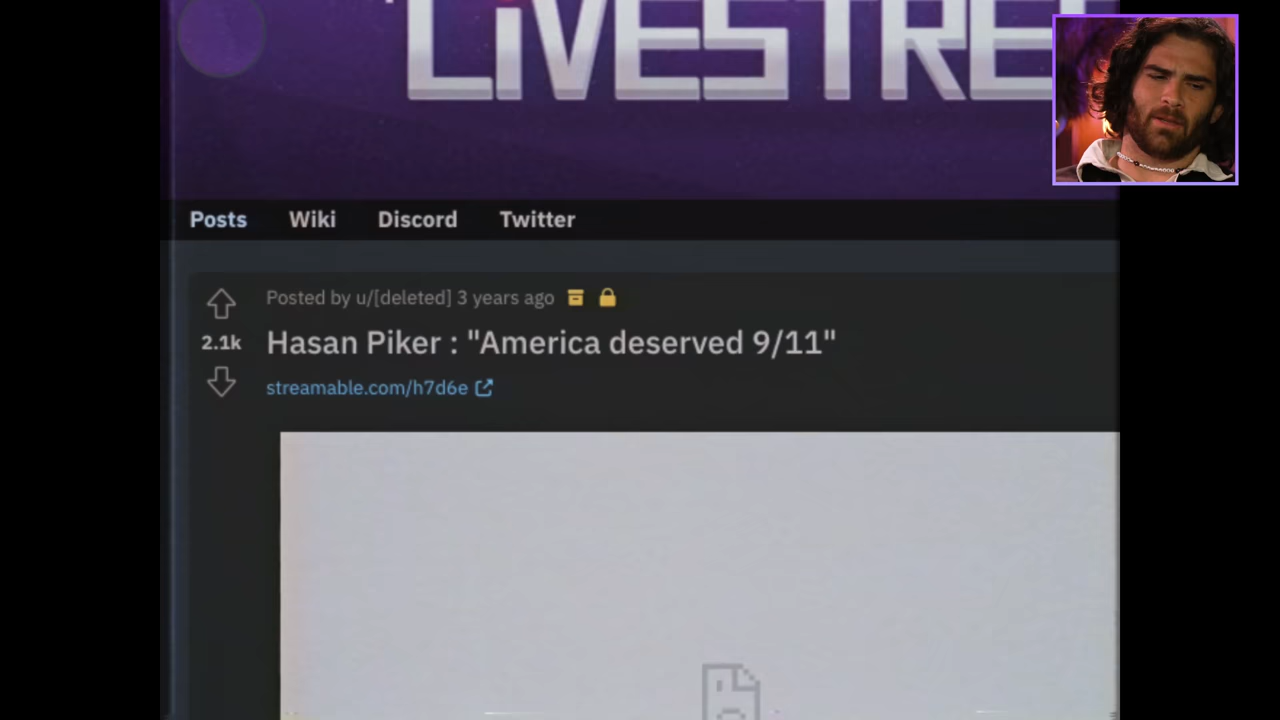 LiVESTRE
Posts Wiki Discord Twitter
Posted by u/[deleted] 3 years ago
2.1k
Hasan Piker : "America deserved 9/11"
streamable.com/h7d6e